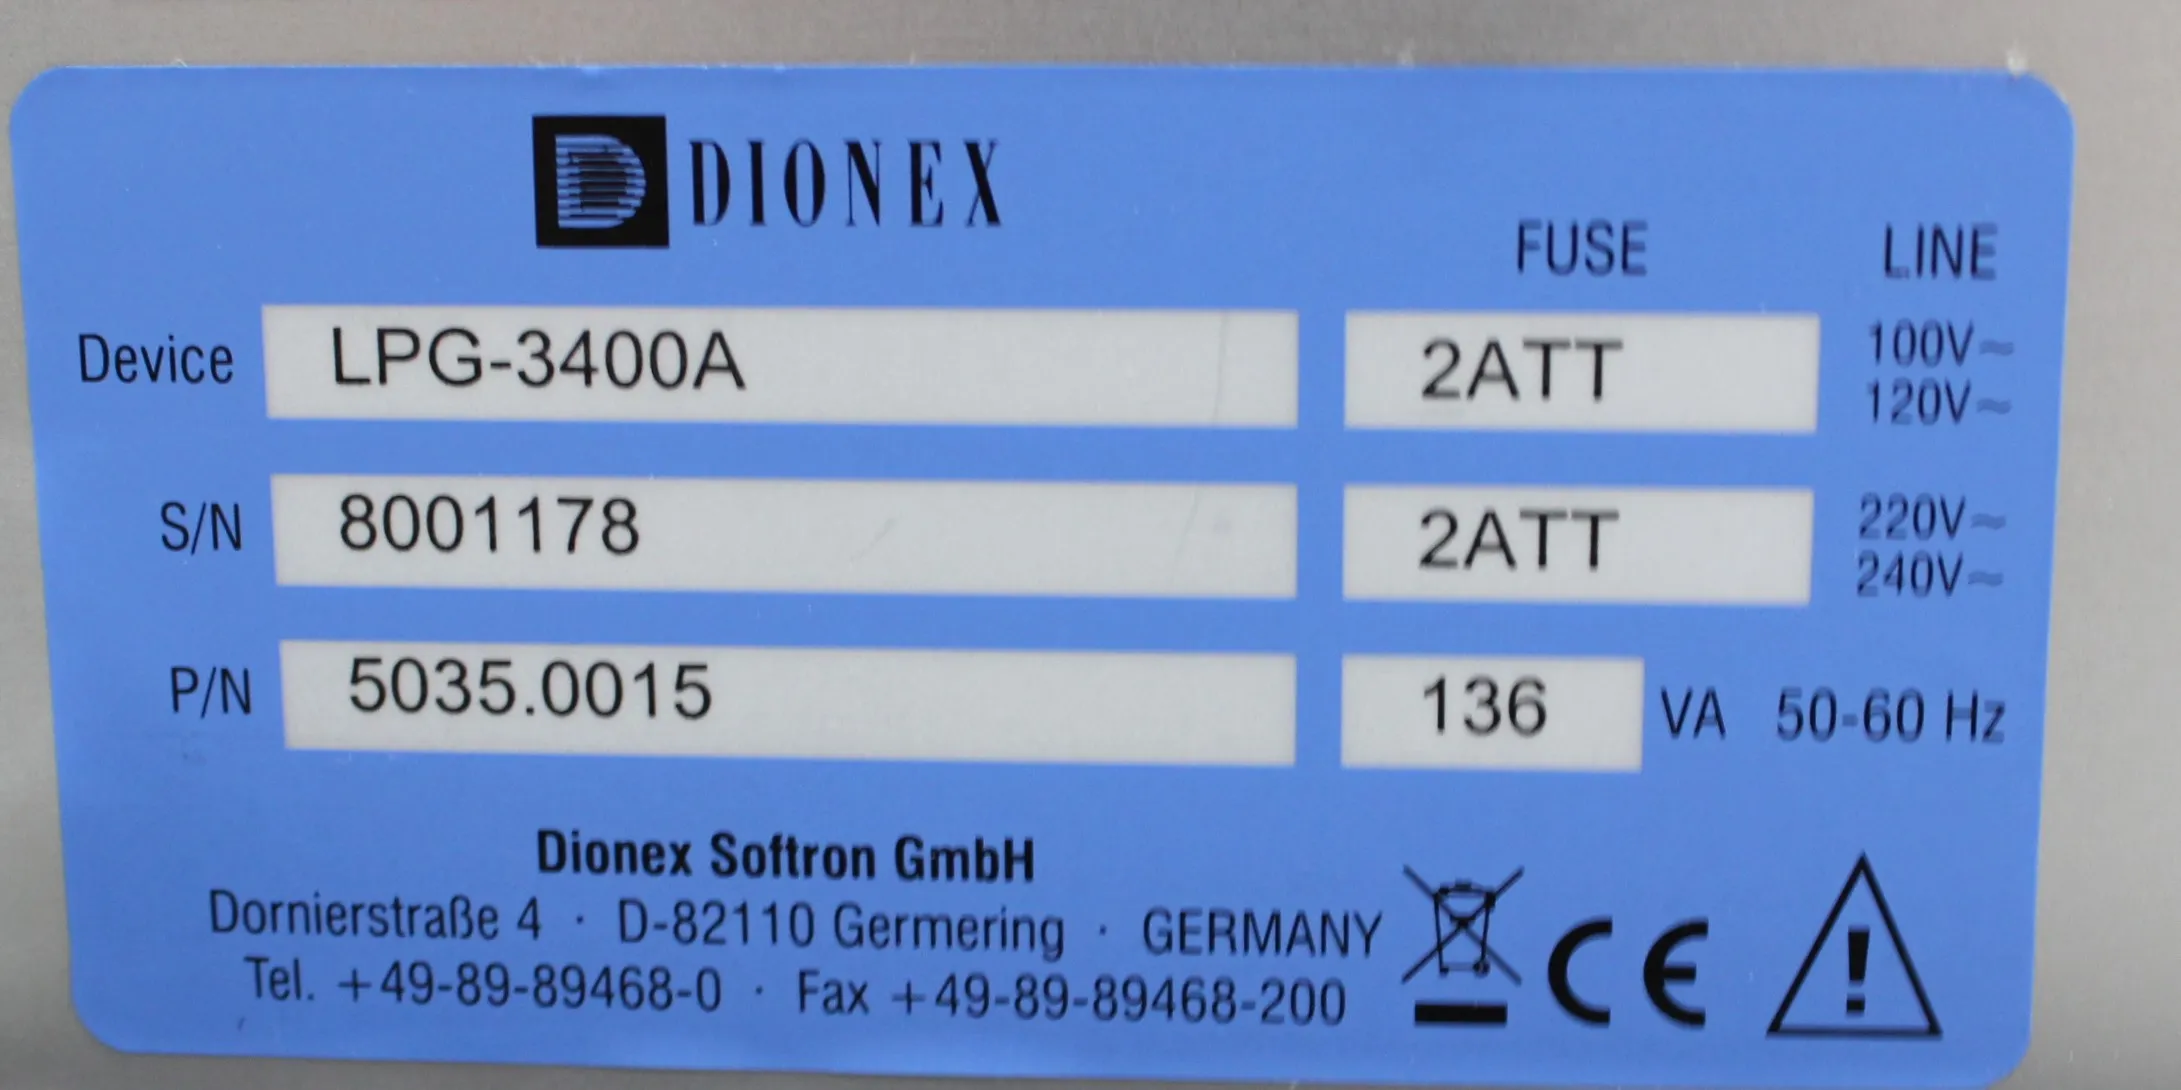 DIONEX
FUSE LINE
Device LPG-3400A 2ATT 100V~
120V~
S/N 8001178 2ATT 220V~
240V~
P/N 5035.0015 136 VA 50-60 Hz
Dionex Softron GmbH
Dornierstraße 4 · D-82110 Germering · GERMANY
Tel. +49-89-89468-0 · Fax +49-89-89468-200
CE